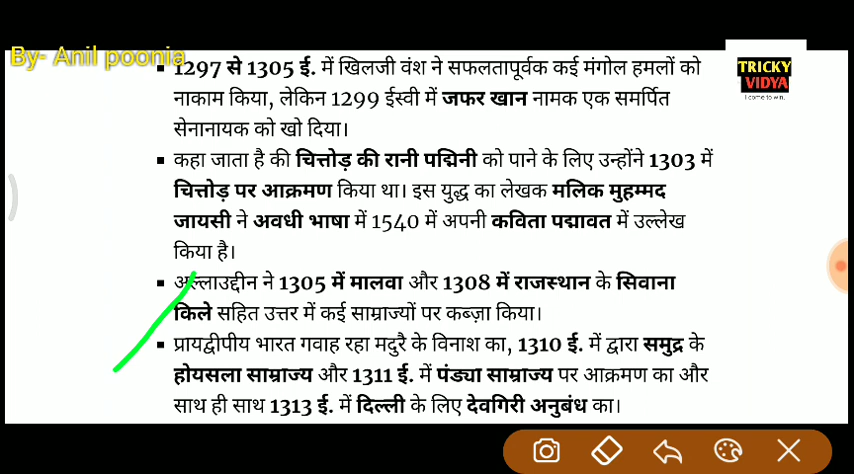 By- Anil poonia
1297 से 1305 ई. में खिलजी वंश ने सफलतापूर्वक कई मंगोल हमलों को
नाकाम किया, लेकिन 1299 ईस्वी में जफर खान नामक एक समर्पित
सेनानायक को खो दिया।
कहा जाता है की चित्तोड़ की रानी पद्मिनी को पाने के लिए उन्होंने 1303 में
चित्तोड़ पर आक्रमण किया था। इस युद्ध का लेखक मलिक मुहम्मद
जायसी ने अवधी भाषा में 1540 में अपनी कविता पद्मावत में उल्लेख
किया है।
अल्लाउद्दीन ने 1305 में मालवा और 1308 में राजस्थान के सिवाना
किले सहित उत्तर में कई साम्राज्यों पर कब्ज़ा किया।
प्रायद्वीपीय भारत गवाह रहा मदुरै के विनाश का, 1310 ई. में द्वारा समुद्र के
होयसला साम्राज्य और 1311 ई. में पंड्या साम्राज्य पर आक्रमण का और
साथ ही साथ 1313 ई. में दिल्ली के लिए देवगिरी अनुबंध का।
TRICKY
VIDYA
I come to win.